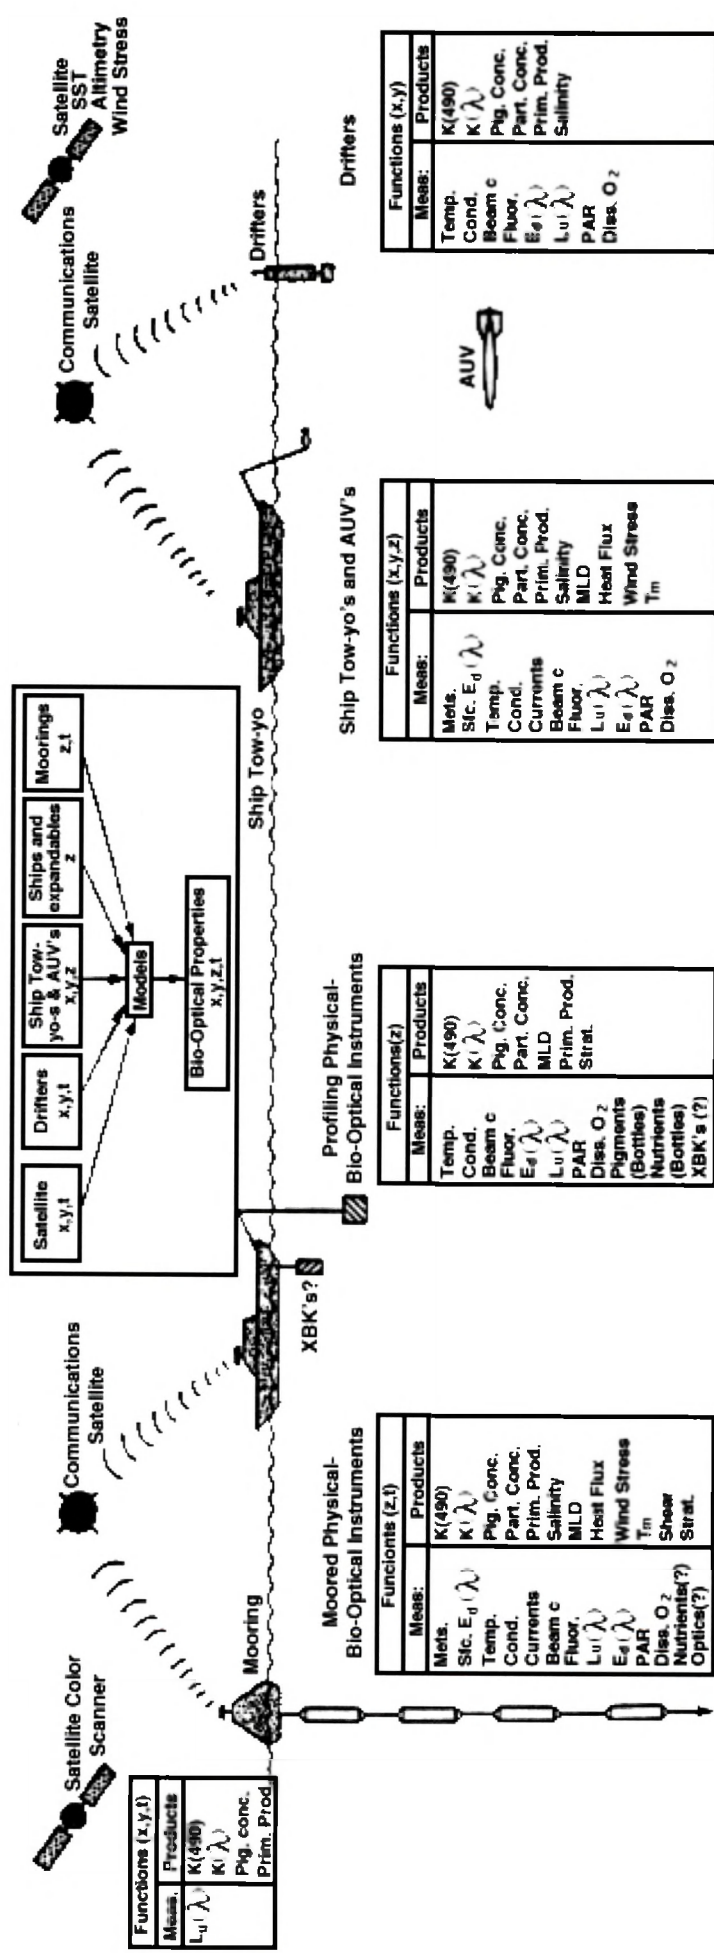 Satellite Color
Scanner
Functions (x,y,t)
Meas. Products
Lu(λ) K(490)
K(λ)
Pig. conc.
Prim. Prod
Mooring
Communications
Satellite
XBK's?
Satellite
x,y,t
Drifters
x,y,t
Ship Tow-
yo-s & AUV's
x,y,z
Ships and
expandables
z
Moorings
z,t
Models
Bio-Optical Properties
x,y,z,t
Ship Tow-yo
Communications
Satellite
Drifters
Satellite
SST
Altimetry
Wind Stress
AUV
Moored Physical-
Bio-Optical Instruments
Funcionts (z,t)
Meas: Products
Mets. K(490)
Sfc. Ed(λ) K(λ)
Temp. Pig. Conc.
Cond. Part. Conc.
Currents Prim. Prod.
Beam c Salinity
Fluor. MLD
Lu(λ) Heat Flux
Ed(λ) Wind Stress
PAR Tm
Diss. O2 Shear
Nutrients(?) Strat.
Optics(?)
Profiling Physical-
Bio-Optical Instruments
Functions(z)
Meas: Products
Temp. K(490)
Cond. K(λ)
Beam c Pig. Conc.
Fluor. Part. Conc.
Ed(λ) MLD
Lu(λ) Prim. Prod.
PAR Strat.
Diss. O2
Pigments
(Bottles)
Nutrients
(Bottles)
XBK's (?)
Ship Tow-yo's and AUV's
Functions (x,y,z)
Meas: Products
Mets. K(490)
Sfc. Ed(λ) K(λ)
Temp. Pig. Conc.
Cond. Part. Conc.
Currents Prim. Prod.
Beam c Salinity
Fluor. MLD
Lu(λ) Heat Flux
Ed(λ) Wind Stress
PAR Tm
Diss. O2
Drifters
Functions (x,y)
Meas: Products
Temp. K(490)
Cond. K(λ)
Beam c Pig. Conc.
Fluor. Part. Conc.
Ed(λ) Prim. Prod.
Lu(λ) Salinity
PAR
Diss. O2